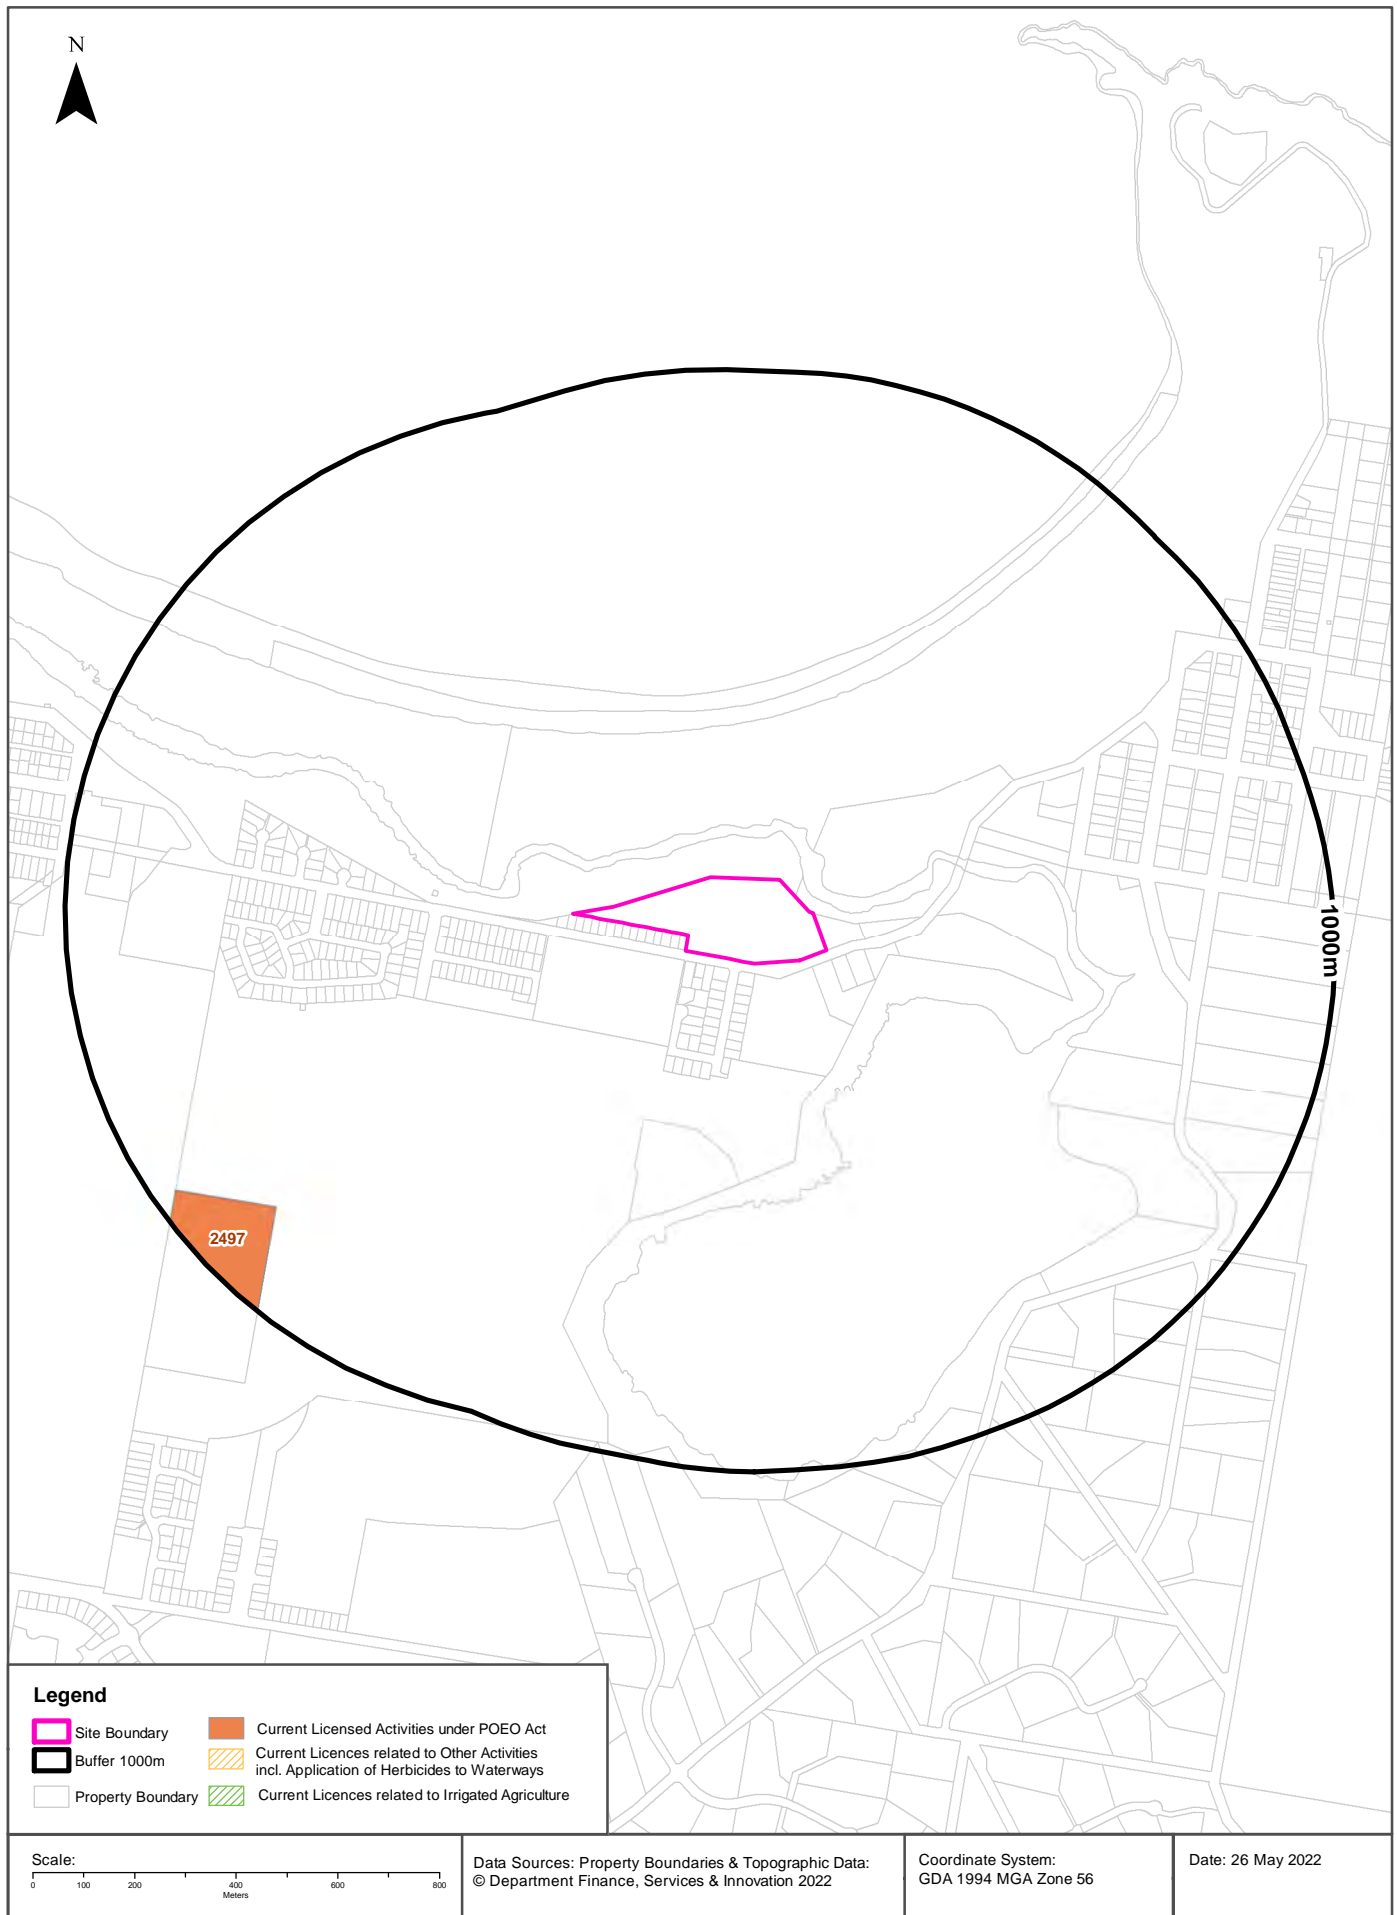 N
1000m
2497
Legend
Site Boundary
Buffer 1000m
Property Boundary
Current Licensed Activities under POEO Act
Current Licences related to Other Activities
incl. Application of Herbicides to Waterways
Current Licences related to Irrigated Agriculture
Scale:
0 100 200 400 600 800
Meters
Data Sources: Property Boundaries & Topographic Data:
© Department Finance, Services & Innovation 2022
Coordinate System:
GDA 1994 MGA Zone 56
Date: 26 May 2022